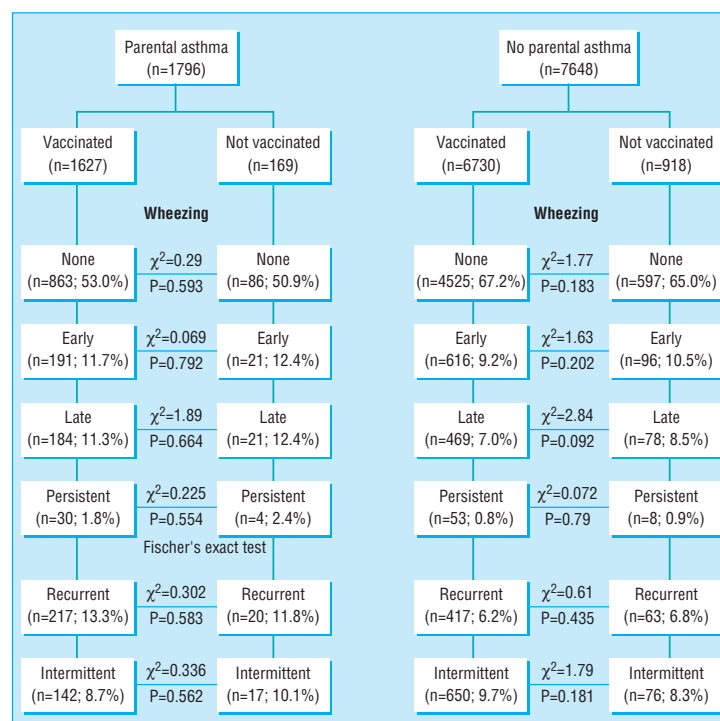 Parental asthma
(n=1796)
No parental asthma
(n=7648)
Vaccinated
(n=1627)
Not vaccinated
(n=169)
Vaccinated
(n=6730)
Not vaccinated
(n=918)
Wheezing
Wheezing
None
(n=863; 53.0%)
χ²=0.29
P=0.593
None
(n=86; 50.9%)
None
(n=4525; 67.2%)
χ²=1.77
P=0.183
None
(n=597; 65.0%)
Early
(n=191; 11.7%)
χ²=0.069
P=0.792
Early
(n=21; 12.4%)
Early
(n=616; 9.2%)
χ²=1.63
P=0.202
Early
(n=96; 10.5%)
Late
(n=184; 11.3%)
χ²=1.89
P=0.664
Late
(n=21; 12.4%)
Late
(n=469; 7.0%)
χ²=2.84
P=0.092
Late
(n=78; 8.5%)
Persistent
(n=30; 1.8%)
χ²=0.225
P=0.554
Persistent
(n=4; 2.4%)
Fischer's exact test
Persistent
(n=53; 0.8%)
χ²=0.072
P=0.79
Persistent
(n=8; 0.9%)
Recurrent
(n=217; 13.3%)
χ²=0.302
P=0.583
Recurrent
(n=20; 11.8%)
Recurrent
(n=417; 6.2%)
χ²=0.61
P=0.435
Recurrent
(n=63; 6.8%)
Intermittent
(n=142; 8.7%)
χ²=0.336
P=0.562
Intermittent
(n=17; 10.1%)
Intermittent
(n=650; 9.7%)
χ²=1.79
P=0.181
Intermittent
(n=76; 8.3%)